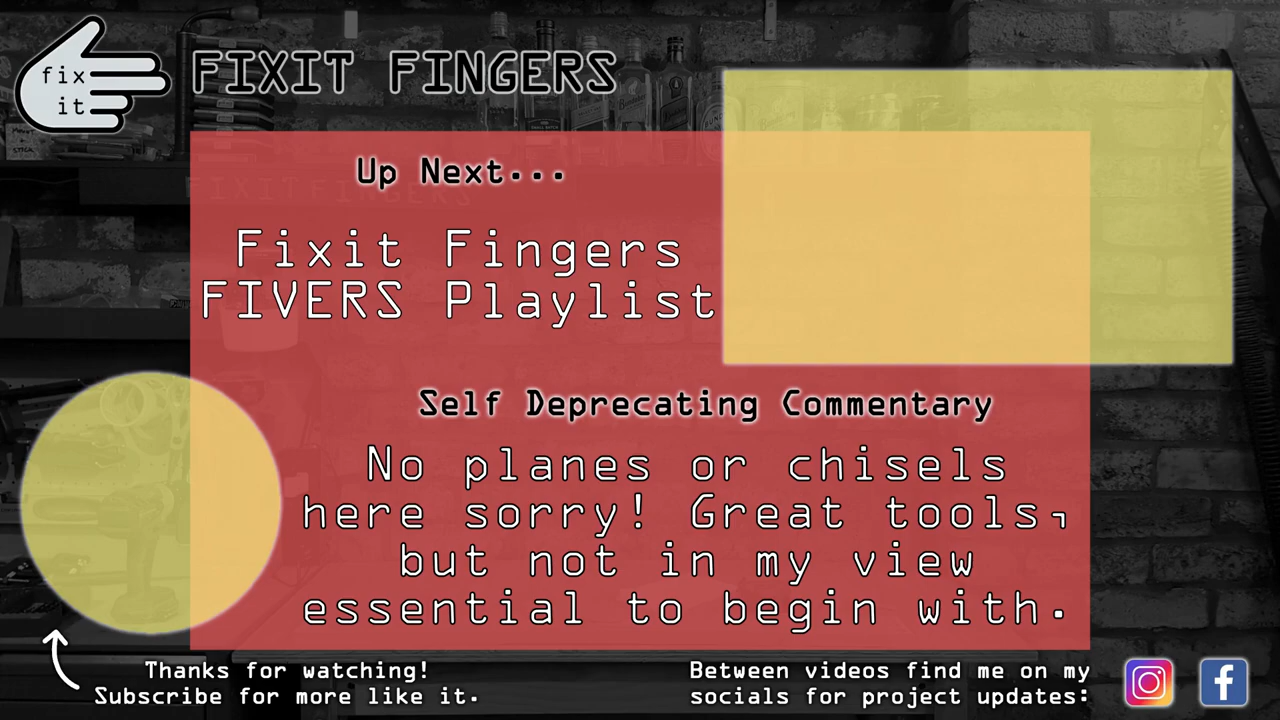 fix
it
FIXIT FINGERS
FIXIT FINGERS
Up Next...
Fixit Fingers
FIVERS Playlist
Self Deprecating Commentary
No planes or chisels
here sorry! Great tools,
but not in my view
essential to begin with.
Thanks for watching!
Subscribe for more like it.
Between videos find me on my
socials for project updates: